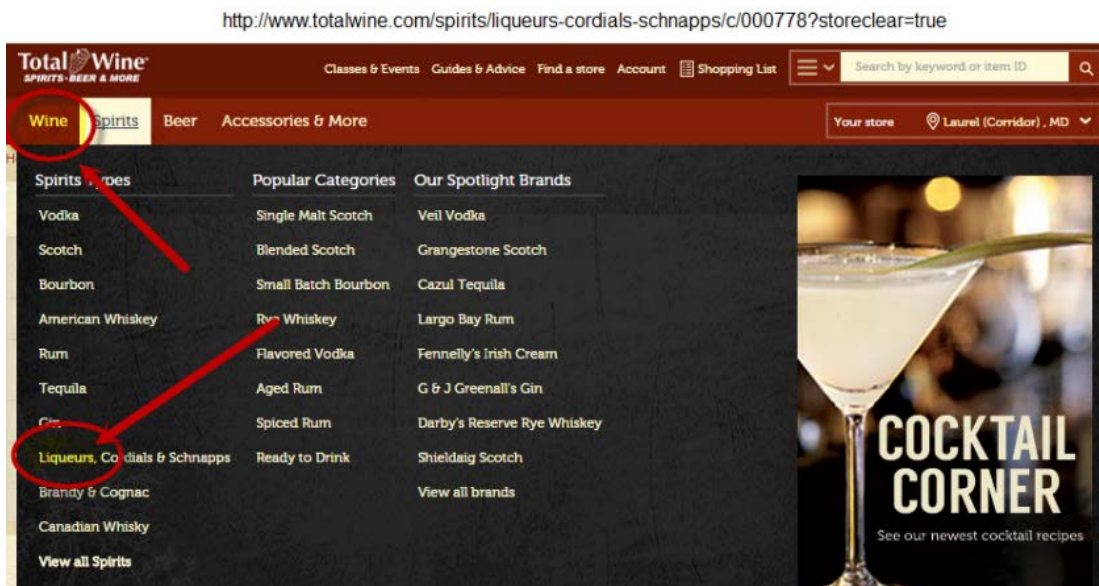 http://www.totalwine.com/spirits/liqueurs-cordials-schnapps/c/000778?storeclear=true
Total Wine
SPIRITS·BEER & MORE
Classes & Events Guides & Advice Find a store Account Shopping List
Search by keyword or item ID
Wine Spirits Beer Accessories & More
Your store Laurel (Corridor) , MD
Spirits Types
Vodka
Scotch
Bourbon
American Whiskey
Rum
Tequila
Gin
Liqueurs, Cordials & Schnapps
Brandy & Cognac
Canadian Whisky
View all Spirits
Popular Categories
Single Malt Scotch
Blended Scotch
Small Batch Bourbon
Rye Whiskey
Flavored Vodka
Aged Rum
Spiced Rum
Ready to Drink
Our Spotlight Brands
Veil Vodka
Grangestone Scotch
Cazul Tequila
Largo Bay Rum
Fennelly's Irish Cream
G & J Greenall's Gin
Darby's Reserve Rye Whiskey
Shieldaig Scotch
View all brands
COCKTAIL
CORNER
See our newest cocktail recipes